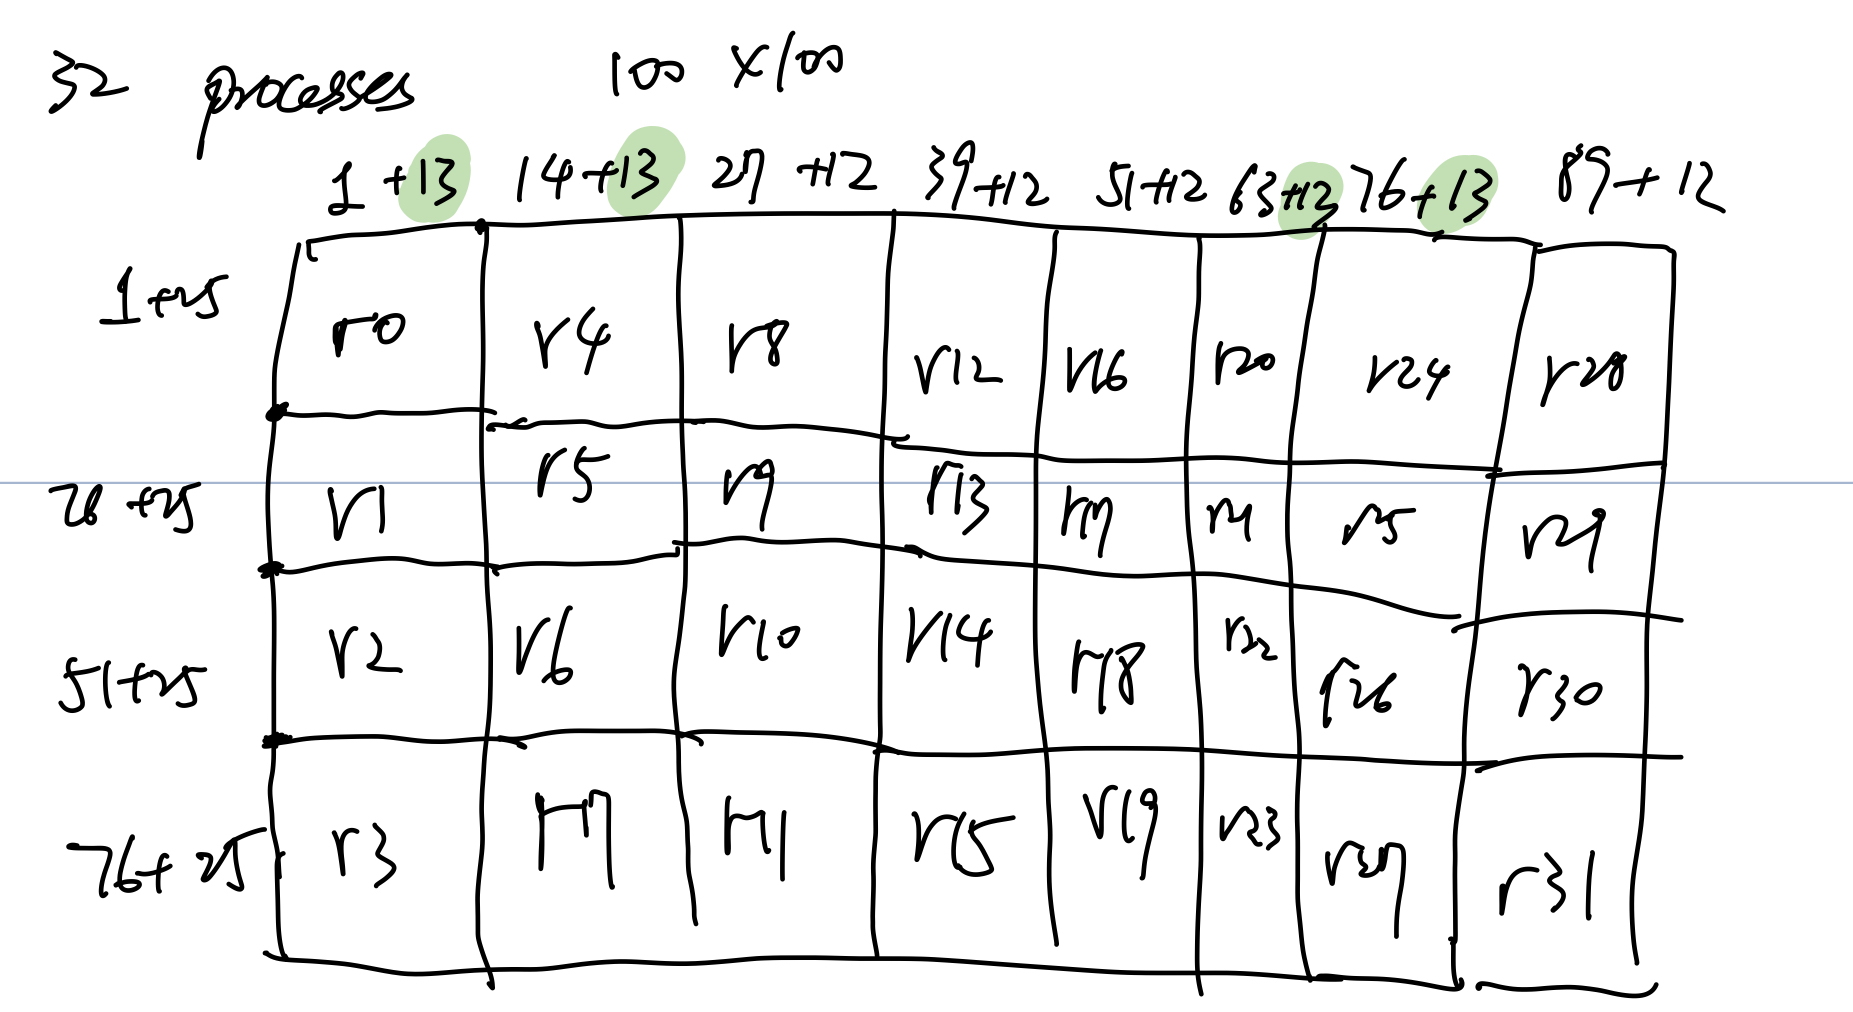 32 processes 100 x100
1 +13 14+13 27 +12 39+12 51+12 63+12 76+13 89+12
1+25 r0 r4 r8 r12 r16 r20 r24 r28
26+25 r1 r5 r9 r13 r17 r21 r25 r29
51+25 r2 r6 r10 r14 r18 r22 r26 r30
76+25 r3 r7 r11 r15 r19 r23 r27 r31